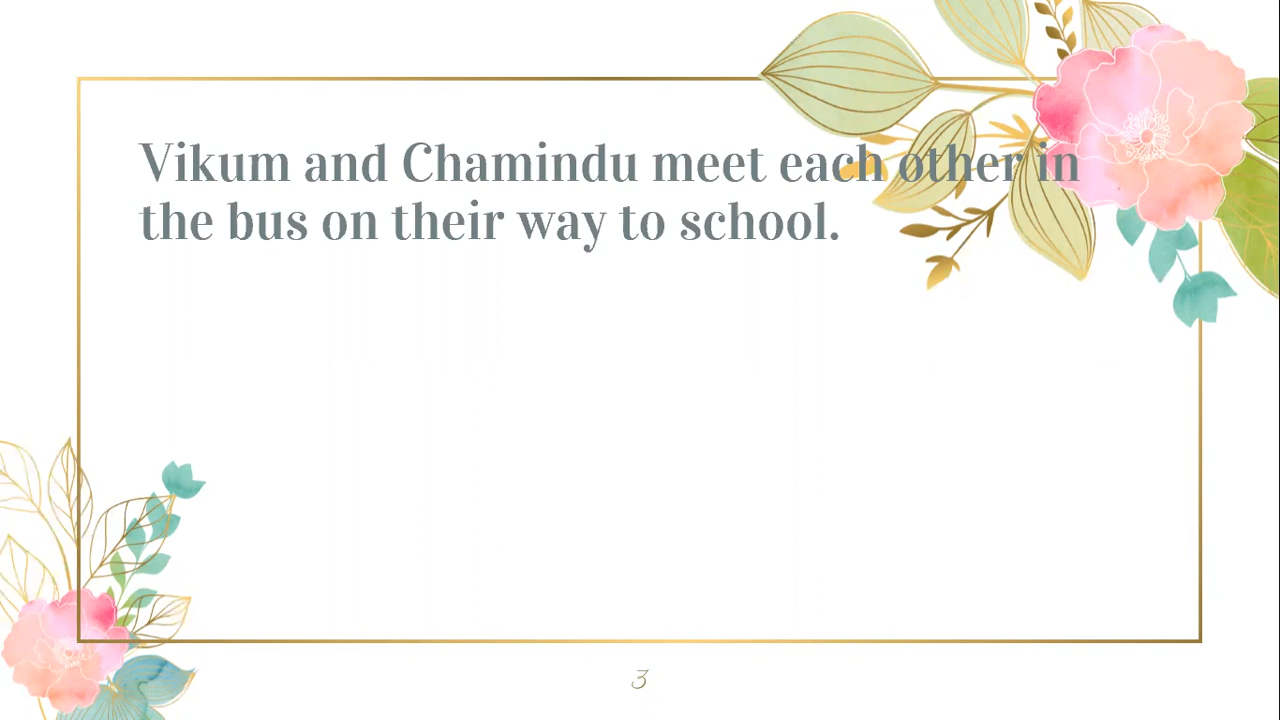 Vikum and Chamindu meet each other in
the bus on their way to school.
3